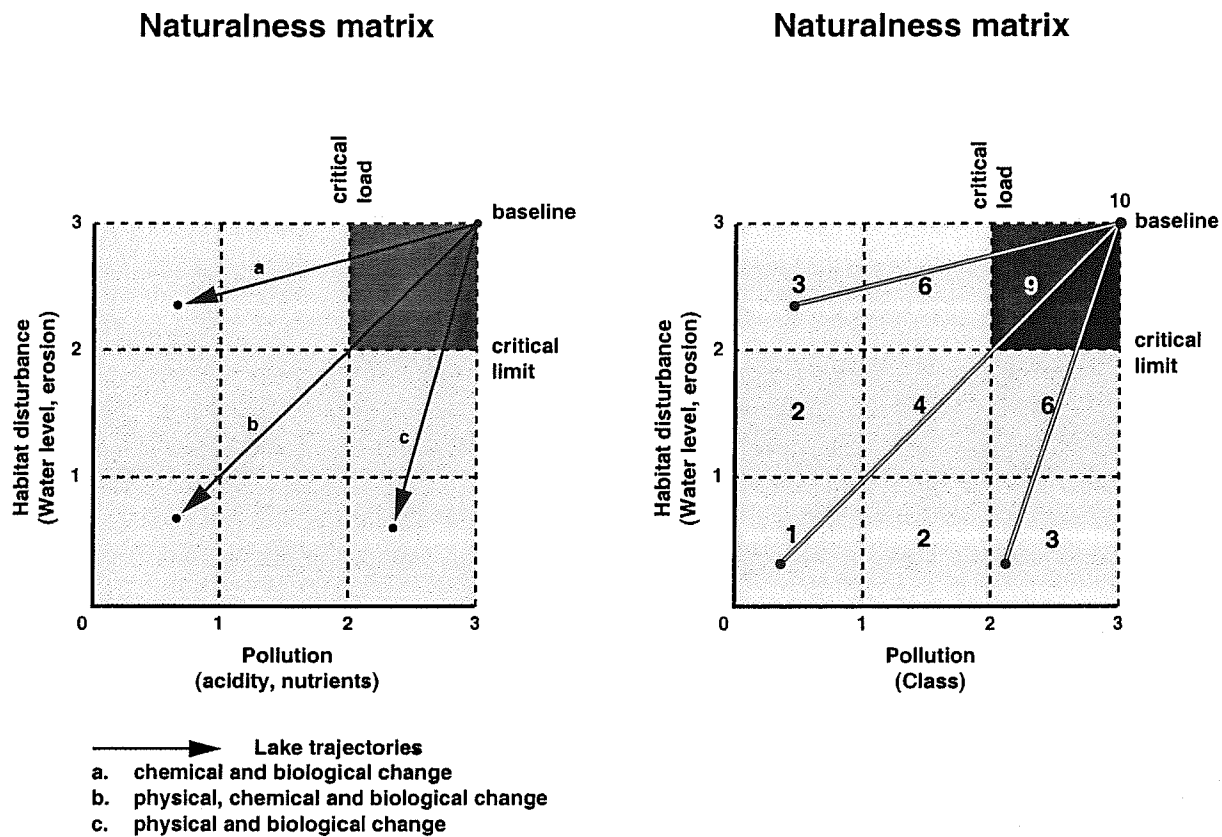 Naturalness matrix
critical
load
3
baseline
a
2
critical
limit
b
c
1
0
1
2
3
Habitat disturbance
(Water level, erosion)
Pollution
(acidity, nutrients)
Lake trajectories
a. chemical and biological change
b. physical, chemical and biological change
c. physical and biological change
Naturalness matrix
critical
load
10
3
baseline
3
6
9
2
critical
limit
2
4
6
1
1
2
3
0
1
2
3
Habitat disturbance
(Water level, erosion)
Pollution
(Class)